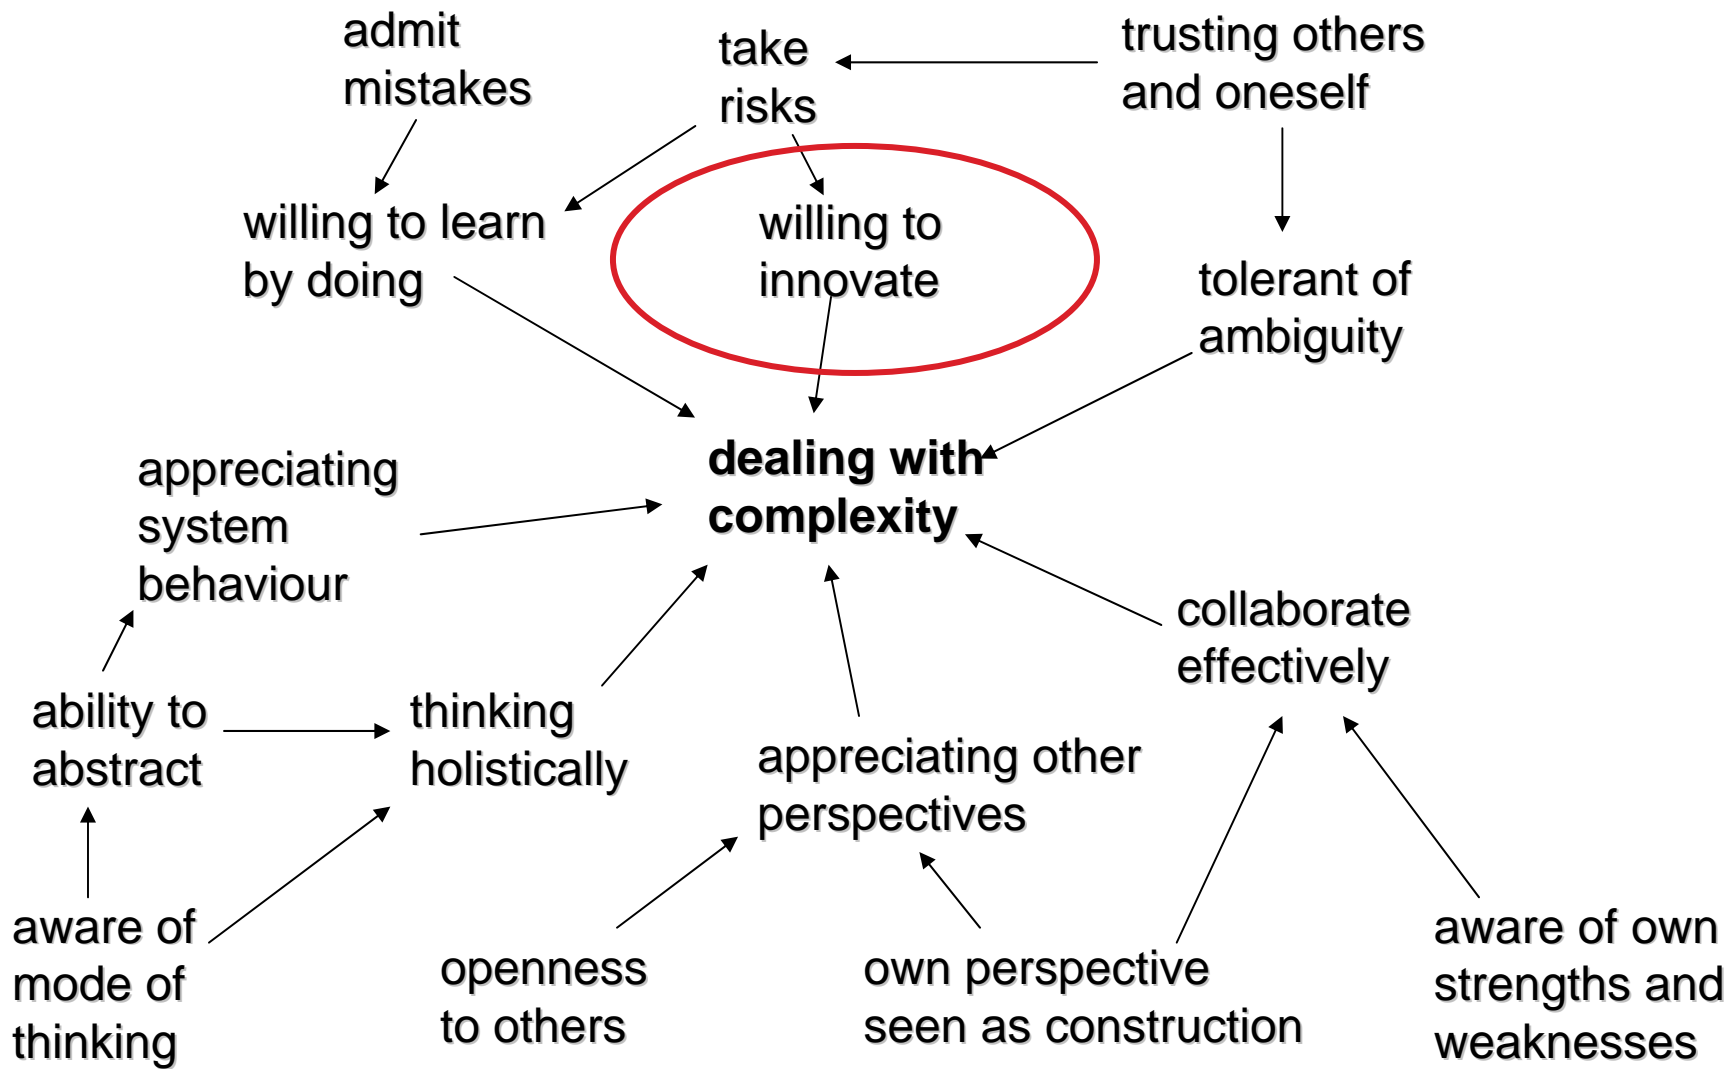 admit
mistakes
take
risks
trusting others
and oneself
willing to learn
by doing
willing to
innovate
tolerant of
ambiguity
dealing with
complexity
appreciating
system
behaviour
collaborate
effectively
ability to
abstract
thinking
holistically
appreciating other
perspectives
aware of
mode of
thinking
openness
to others
own perspective
seen as construction
aware of own
strengths and
weaknesses